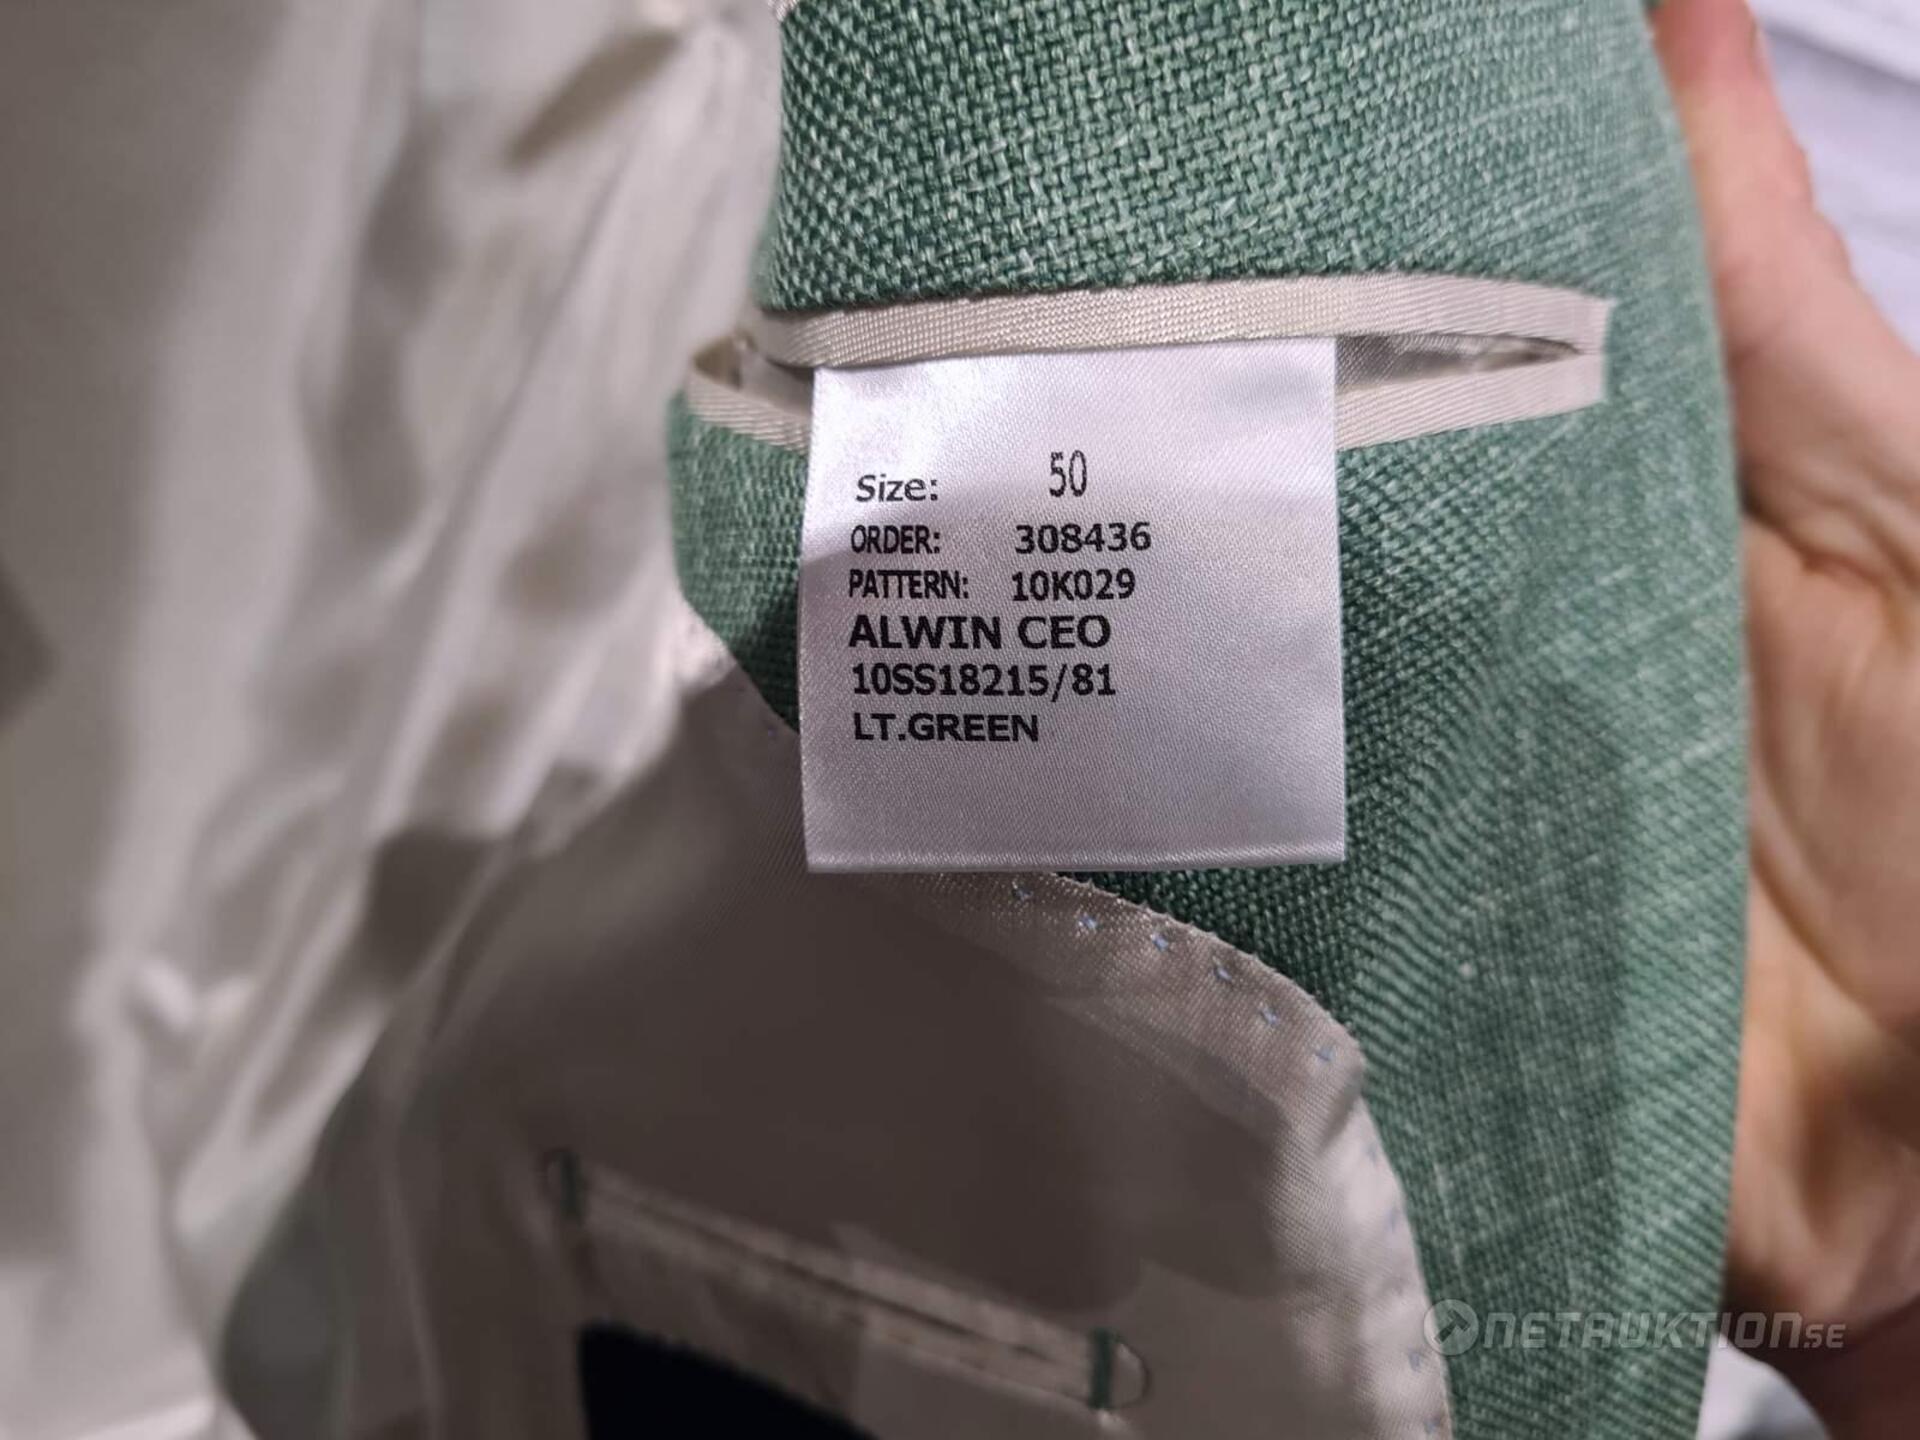 Size: 50
ORDER: 308436
PATTERN: 10K029
ALWIN CEO
10SS18215/81
LT.GREEN
NETAUKTION.SE